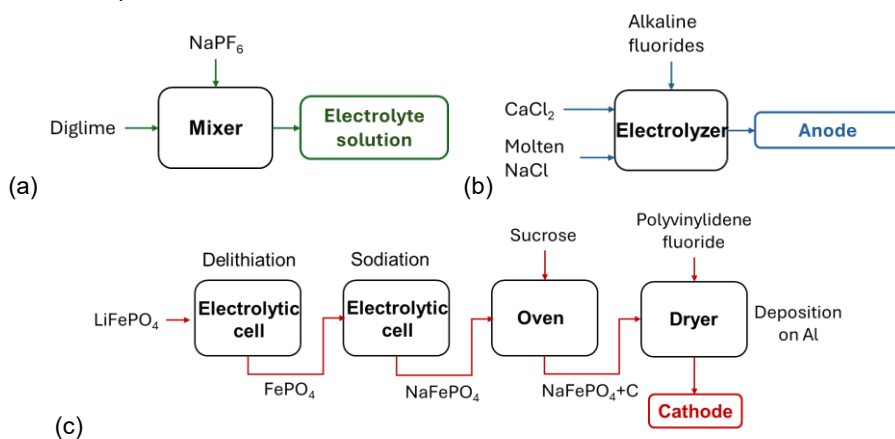 NaPF₆
Diglime
Mixer
Electrolyte
solution
(a)
Alkaline
fluorides
CaCl₂
Molten
NaCl
Electrolyzer
Anode
(b)
Delithiation
Sodiation
Sucrose
Polyvinylidene
fluoride
LiFePO₄
Electrolytic
cell
Electrolytic
cell
Oven
Dryer
Deposition
on Al
FePO₄
NaFePO₄
NaFePO₄+C
Cathode
(c)